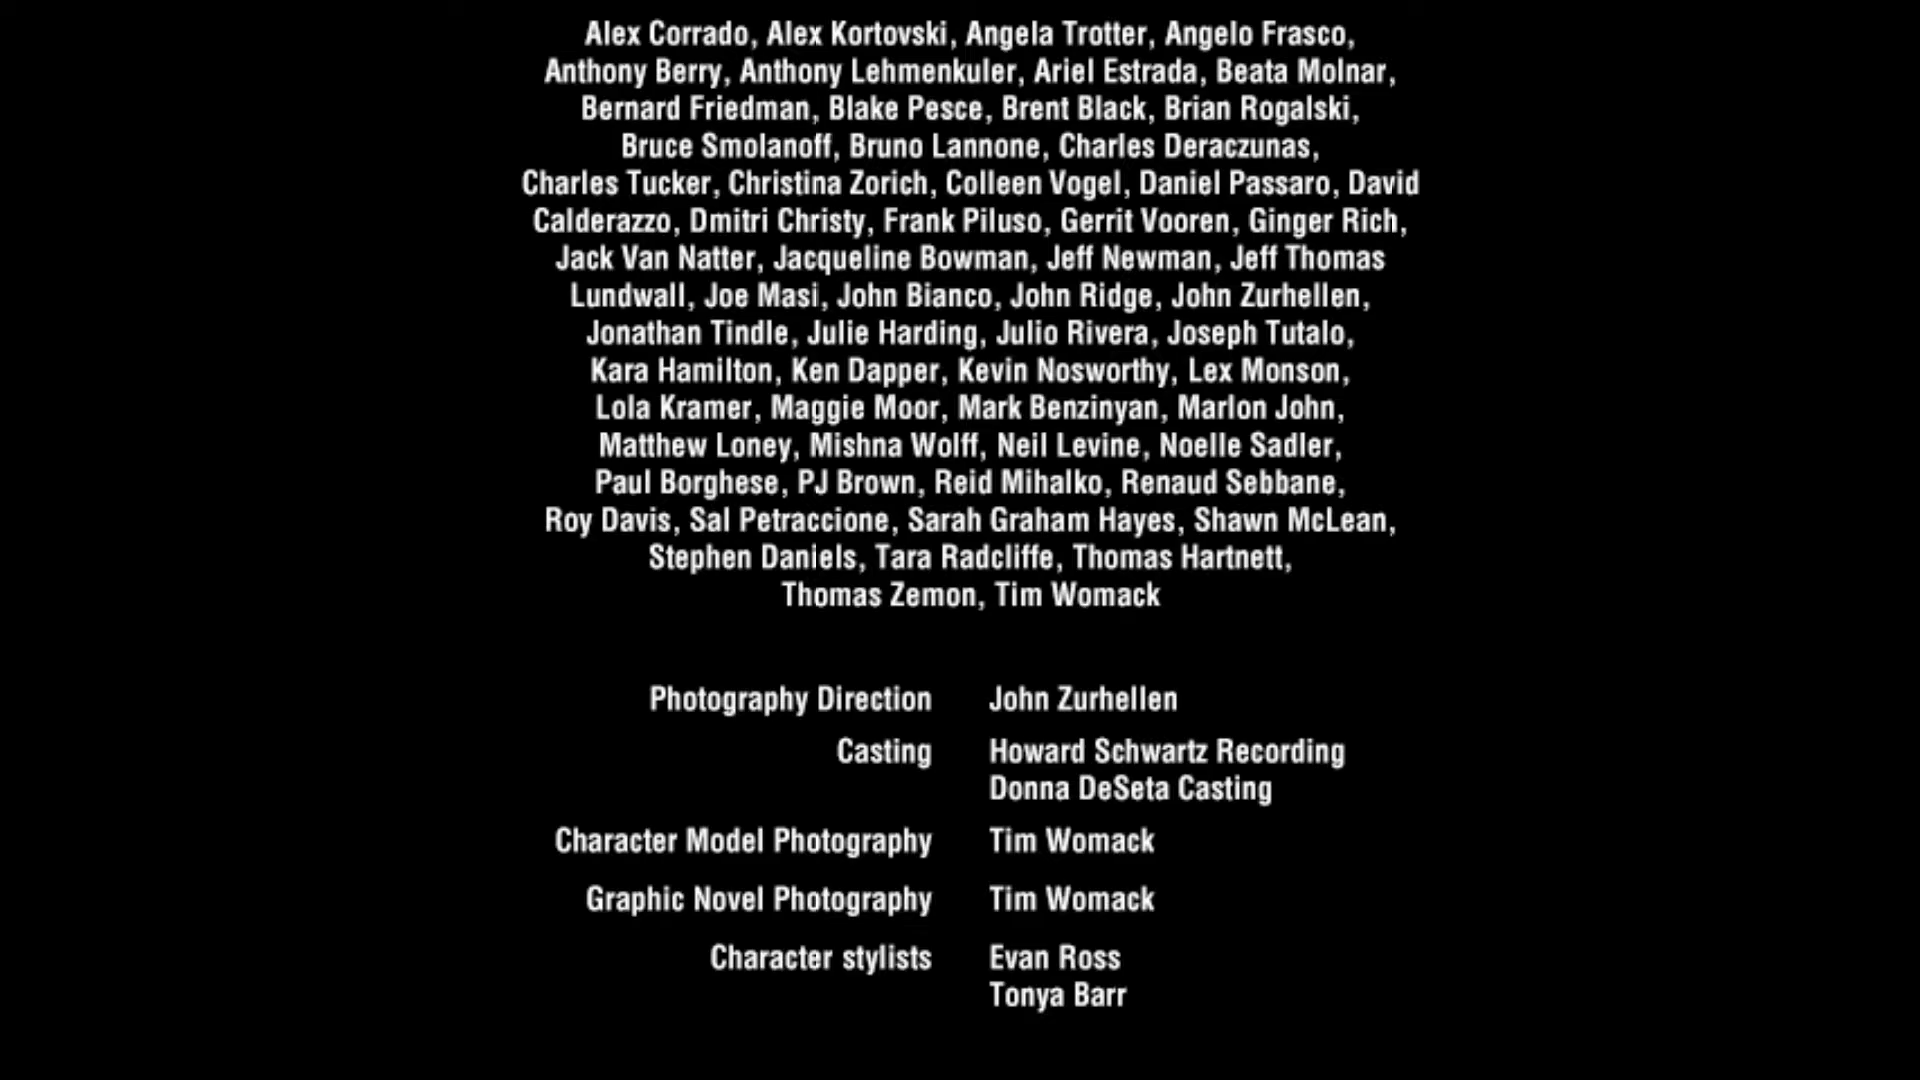 Alex Corrado, Alex Kortovski, Angela Trotter, Angelo Frasco,
Anthony Berry, Anthony Lehmenkuler, Ariel Estrada, Beata Molnar,
Bernard Friedman, Blake Pesce, Brent Black, Brian Rogalski,
Bruce Smolanoff, Bruno Lannone, Charles Deraczunas,
Charles Tucker, Christina Zorich, Colleen Vogel, Daniel Passaro, David
Calderazzo, Dmitri Christy, Frank Piluso, Gerrit Vooren, Ginger Rich,
Jack Van Natter, Jacqueline Bowman, Jeff Newman, Jeff Thomas
Lundwall, Joe Masi, John Bianco, John Ridge, John Zurhellen,
Jonathan Tindle, Julie Harding, Julio Rivera, Joseph Tutalo,
Kara Hamilton, Ken Dapper, Kevin Nosworthy, Lex Monson,
Lola Kramer, Maggie Moor, Mark Benzinyan, Marlon John,
Matthew Loney, Mishna Wolff, Neil Levine, Noelle Sadler,
Paul Borghese, PJ Brown, Reid Mihalko, Renaud Sebbane,
Roy Davis, Sal Petraccione, Sarah Graham Hayes, Shawn McLean,
Stephen Daniels, Tara Radcliffe, Thomas Hartnett,
Thomas Zemon, Tim Womack
Photography Direction John Zurhellen
Casting Howard Schwartz Recording
Donna DeSeta Casting
Character Model Photography Tim Womack
Graphic Novel Photography Tim Womack
Character stylists Evan Ross
Tonya Barr